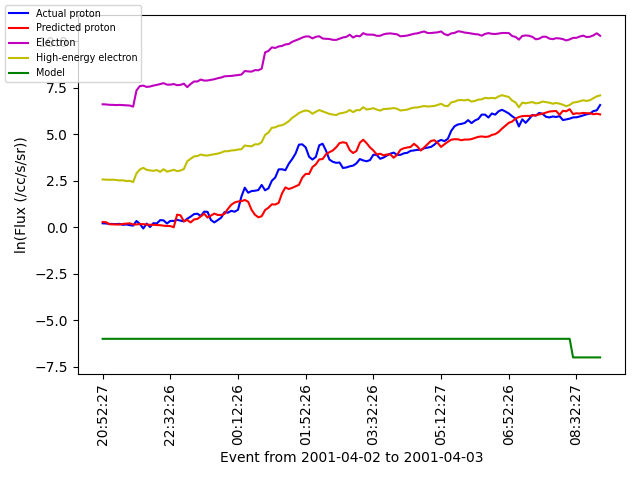 Actual proton
Predicted proton
Electron
High-energy electron
Model
ln(Flux (/cc/s/sr))
7.5
5.0
2.5
0.0
−2.5
−5.0
−7.5
20:52:27
22:32:26
00:12:26
01:52:26
03:32:26
05:12:27
06:52:26
08:32:27
Event from 2001-04-02 to 2001-04-03